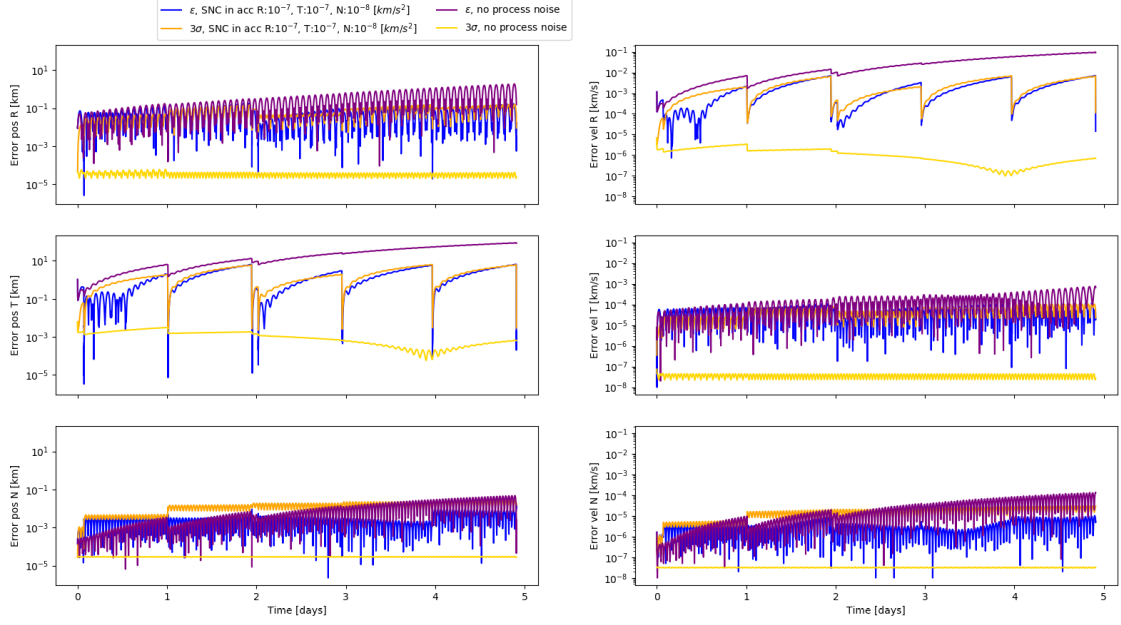 ε, SNC in acc R:10⁻⁷, T:10⁻⁷, N:10⁻⁸ [km/s²]
3σ, SNC in acc R:10⁻⁷, T:10⁻⁷, N:10⁻⁸ [km/s²]
ε, no process noise
3σ, no process noise
Error pos R [km]
10¹
10⁻¹
10⁻³
10⁻⁵
Error vel R [km/s]
10⁻¹
10⁻²
10⁻³
10⁻⁴
10⁻⁵
10⁻⁶
10⁻⁷
10⁻⁸
Error pos T [km]
10¹
10⁻¹
10⁻³
10⁻⁵
Error vel T [km/s]
10⁻¹
10⁻²
10⁻³
10⁻⁴
10⁻⁵
10⁻⁶
10⁻⁷
10⁻⁸
Error pos N [km]
10¹
10⁻¹
10⁻³
10⁻⁵
0 1 2 3 4 5
Time [days]
Error vel N [km/s]
10⁻¹
10⁻²
10⁻³
10⁻⁴
10⁻⁵
10⁻⁶
10⁻⁷
10⁻⁸
0 1 2 3 4 5
Time [days]